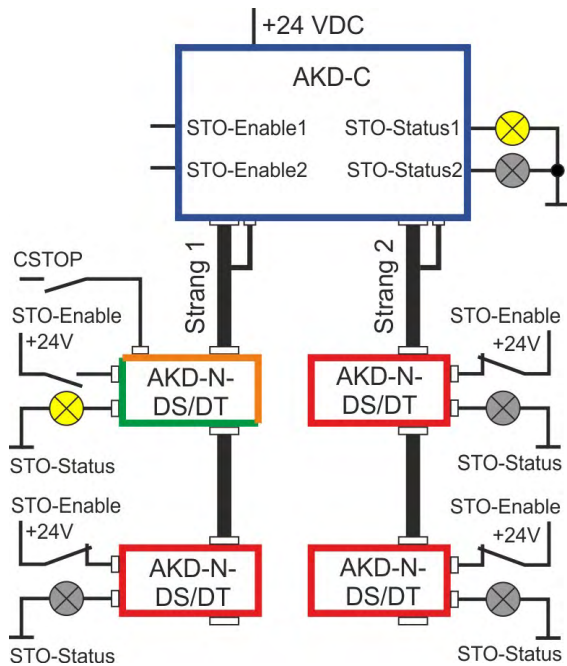 +24 VDC
AKD-C
STO-Enable1 STO-Status1
STO-Enable2 STO-Status2
Strang 1
Strang 2
CSTOP
STO-Enable
+24V
AKD-N-
DS/DT
STO-Status
STO-Enable
+24V
AKD-N-
DS/DT
STO-Status
STO-Enable
+24V
AKD-N-
DS/DT
STO-Status
STO-Enable
+24V
AKD-N-
DS/DT
STO-Status